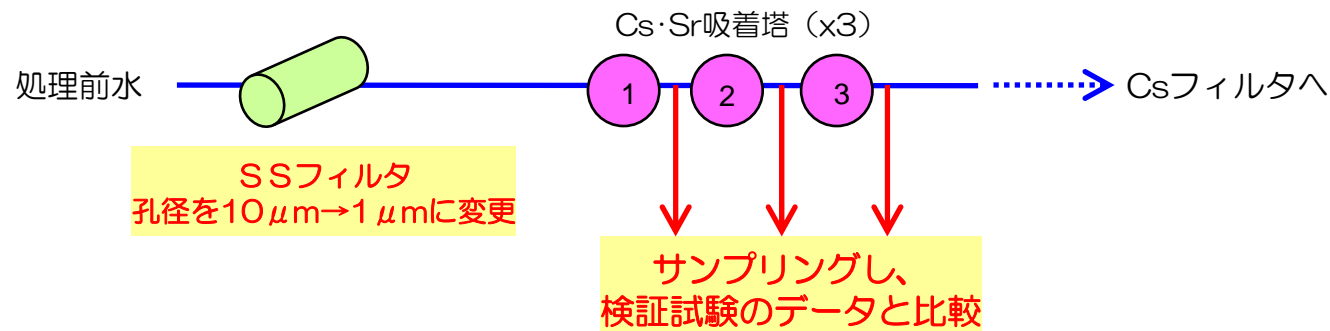 Cs･Sr吸着塔（x3）
処理前水
1
2
3
Csフィルタへ
ＳＳフィルタ
孔径を10μm→1μmに変更
サンプリングし、
検証試験のデータと比較